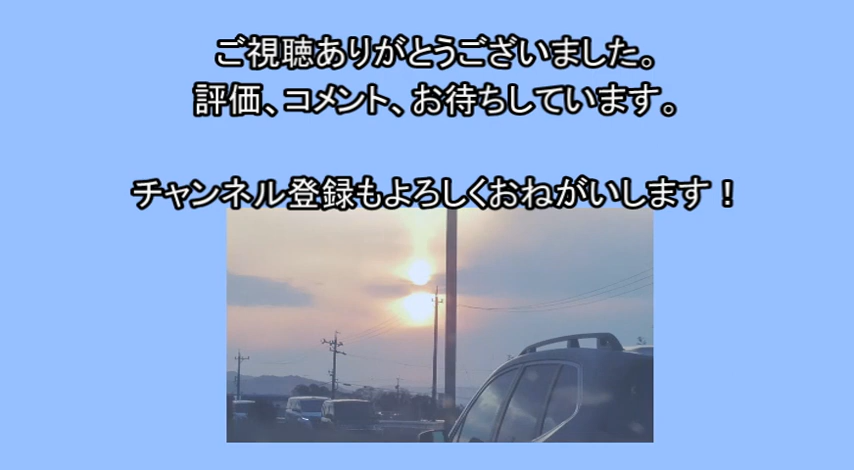 ご視聴ありがとうございました。
評価、コメント、お待ちしています。
チャンネル登録もよろしくおねがいします！